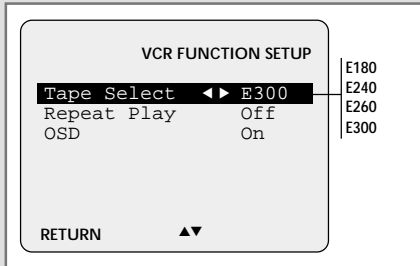 VCR FUNCTION SETUP
Tape Select ◄► E300
Repeat Play Off
OSD On
RETURN ▲▼
E180
E240
E260
E300